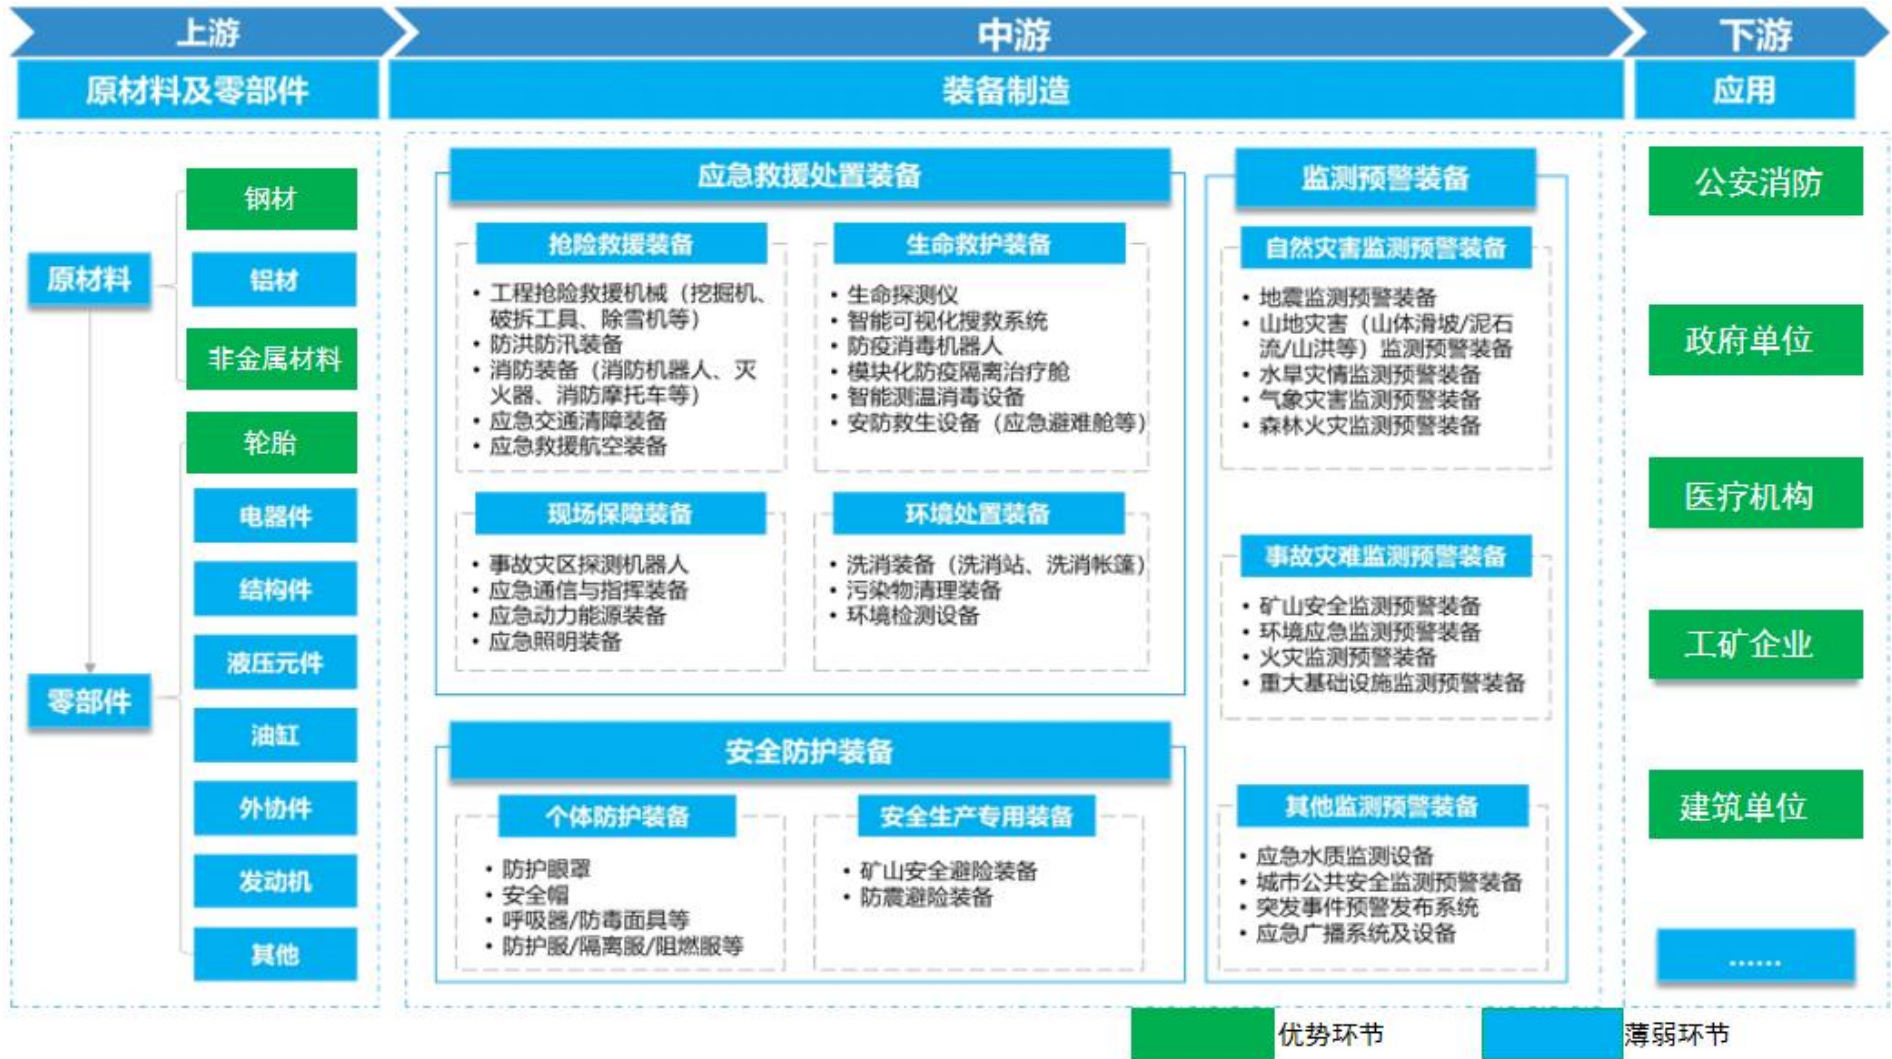 上游
中游
下游
原材料及零部件
装备制造
应用
原材料
钢材
铝材
非金属材料
零部件
轮胎
电器件
结构件
液压元件
油缸
外协件
发动机
其他
应急救援处置装备
抢险救援装备
• 工程抢险救援机械（挖掘机、
破拆工具、除雪机等）
• 防洪防汛装备
• 消防装备（消防机器人、灭
火器、消防摩托车等）
• 应急交通清障装备
• 应急救援航空装备
生命救护装备
• 生命探测仪
• 智能可视化搜救系统
• 防疫消毒机器人
• 模块化防疫隔离治疗舱
• 智能测温消毒设备
• 安防救生设备（应急避难舱等）
现场保障装备
• 事故灾区探测机器人
• 应急通信与指挥装备
• 应急动力能源装备
• 应急照明装备
环境处置装备
• 洗消装备（洗消站、洗消帐篷）
• 污染物清理装备
• 环境检测设备
安全防护装备
个体防护装备
• 防护眼罩
• 安全帽
• 呼吸器/防毒面具等
• 防护服/隔离服/阻燃服等
安全生产专用装备
• 矿山安全避险装备
• 防震避险装备
监测预警装备
自然灾害监测预警装备
• 地震监测预警装备
• 山地灾害（山体滑坡/泥石
流/山洪等）监测预警装备
• 水旱灾情监测预警装备
• 气象灾害监测预警装备
• 森林火灾监测预警装备
事故灾难监测预警装备
• 矿山安全监测预警装备
• 环境应急监测预警装备
• 火灾监测预警装备
• 重大基础设施监测预警装备
其他监测预警装备
• 应急水质监测设备
• 城市公共安全监测预警装备
• 突发事件预警发布系统
• 应急广播系统及设备
公安消防
政府单位
医疗机构
工矿企业
建筑单位
......
优势环节
薄弱环节